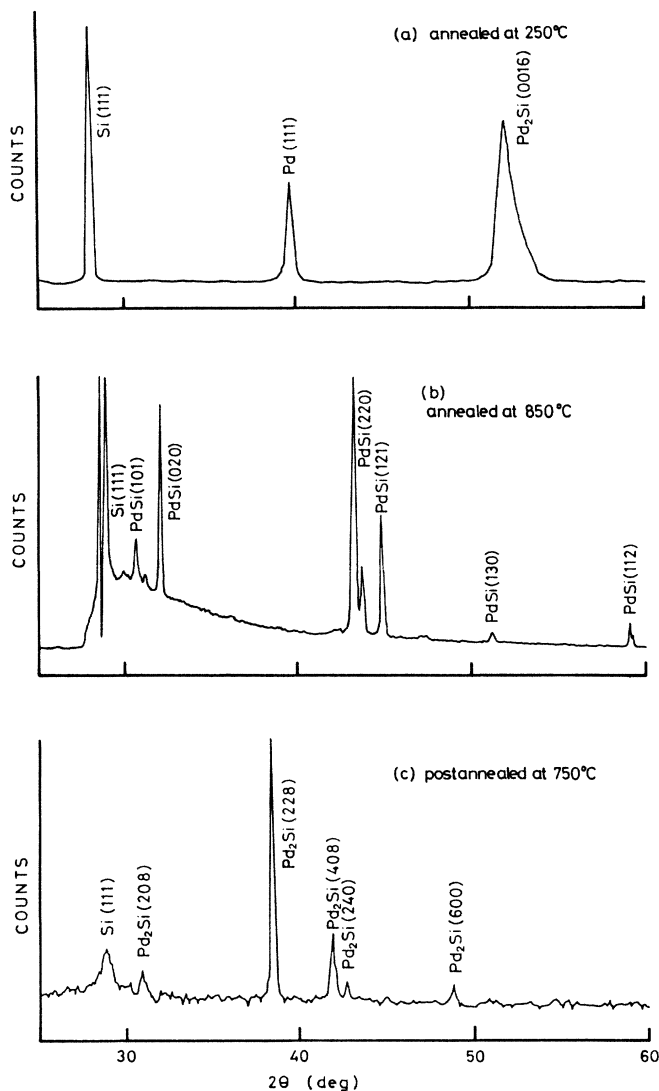 (a) annealed at 250°C
COUNTS
Si (111)
Pd (111)
Pd₂Si (0016)
(b)
annealed at 850°C
COUNTS
Si (111)
PdSi (101)
PdSi (020)
PdSi (220)
PdSi (121)
PdSi (130)
PdSi (112)
(c) postannealed at 750°C
COUNTS
Si (111)
Pd₂Si (208)
Pd₂Si (228)
Pd₂Si (408)
Pd₂Si (240)
Pd₂Si (600)
30 40 50 60
2θ (deg)